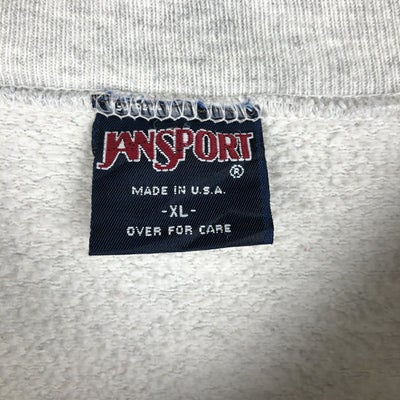 JANSPORT
®
MADE IN U.S.A.
-XL-
OVER FOR CARE